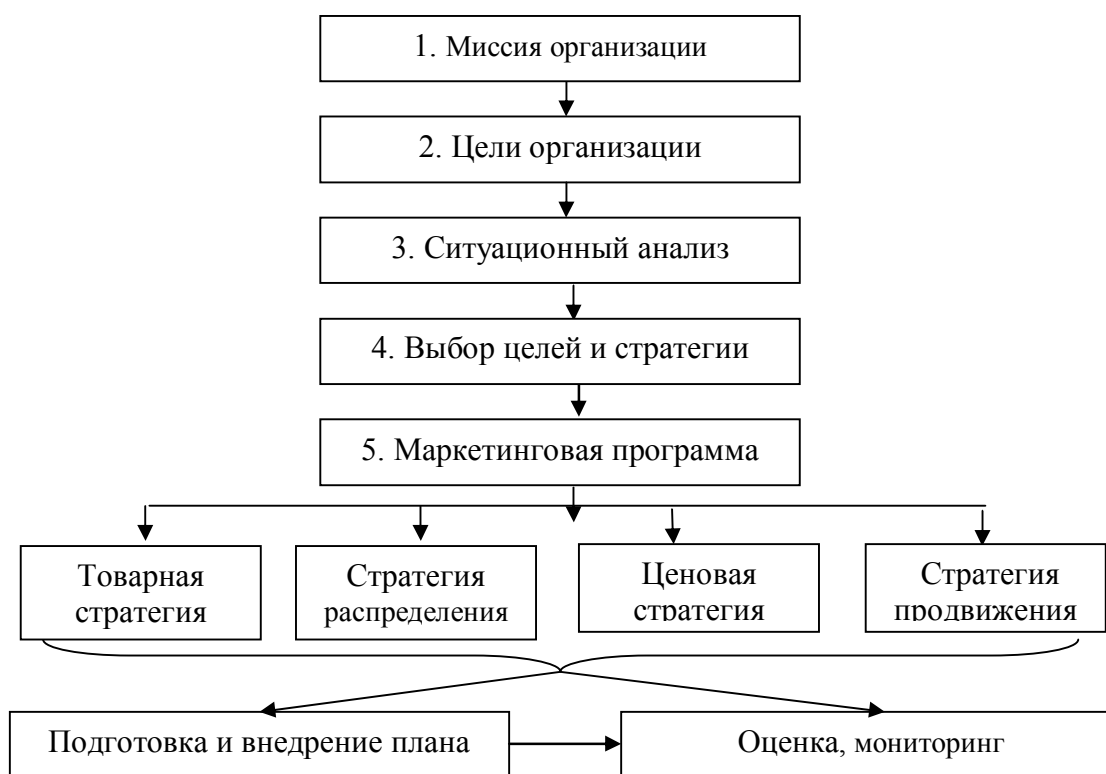 1. Миссия организации
2. Цели организации
3. Ситуационный анализ
4. Выбор целей и стратегии
5. Маркетинговая программа
Товарная
стратегия
Стратегия
распределения
Ценовая
стратегия
Стратегия
продвижения
Подготовка и внедрение плана
Оценка, мониторинг